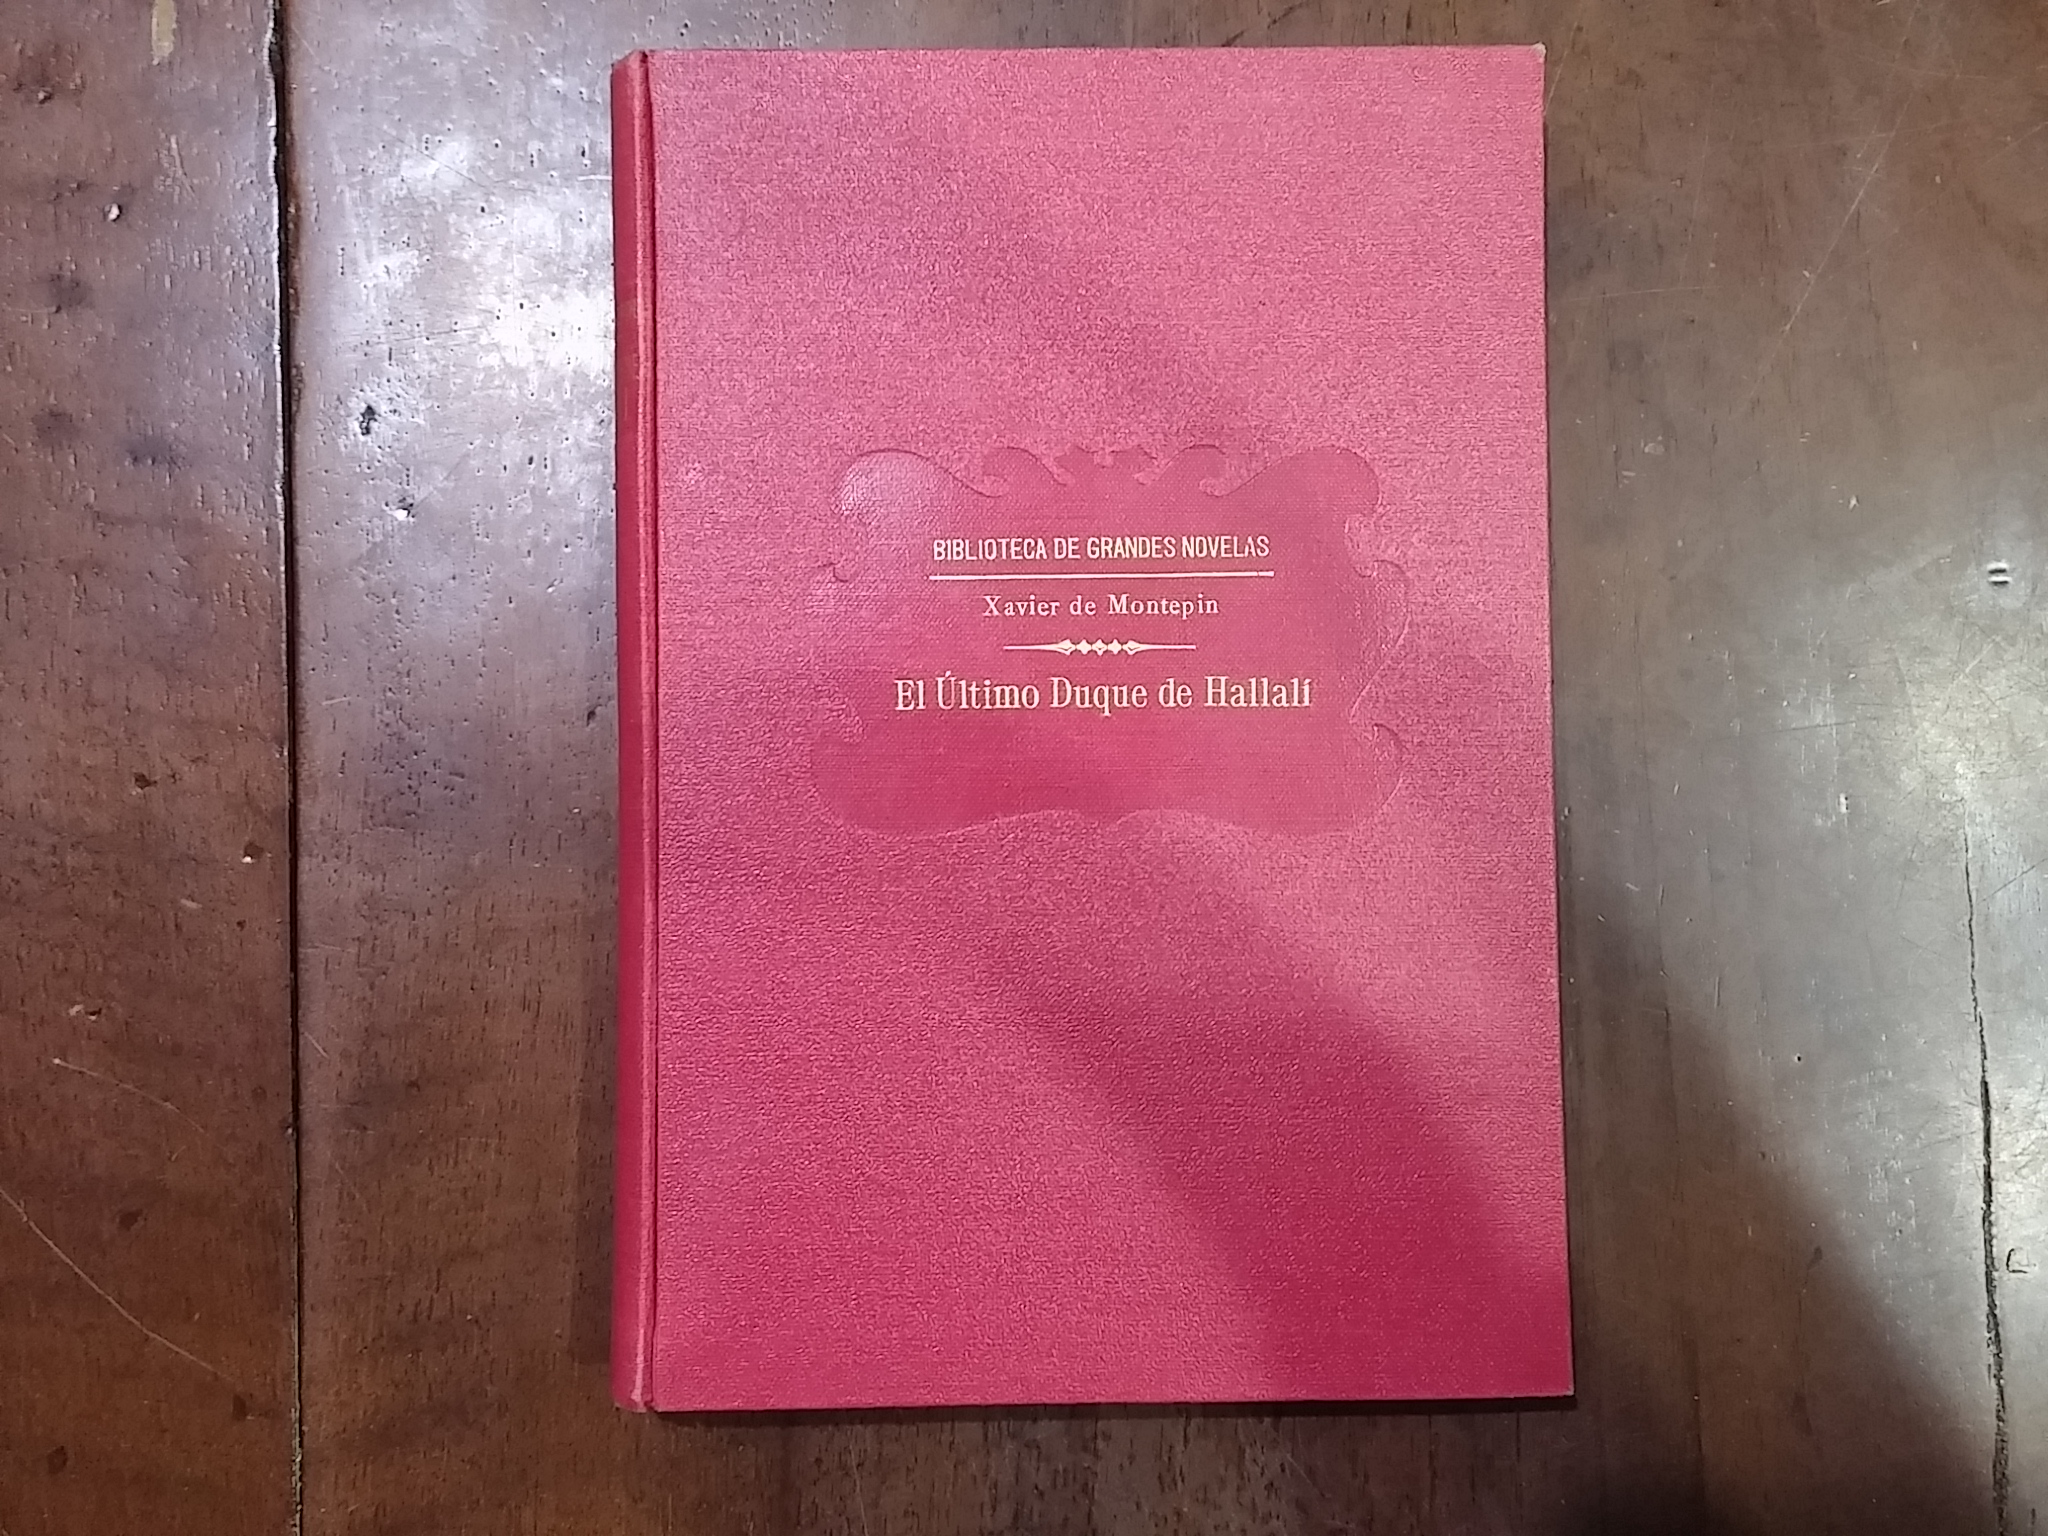 BIBLIOTECA DE GRANDES NOVELAS
Xavier de Montepin
El Último Duque de Hallalí